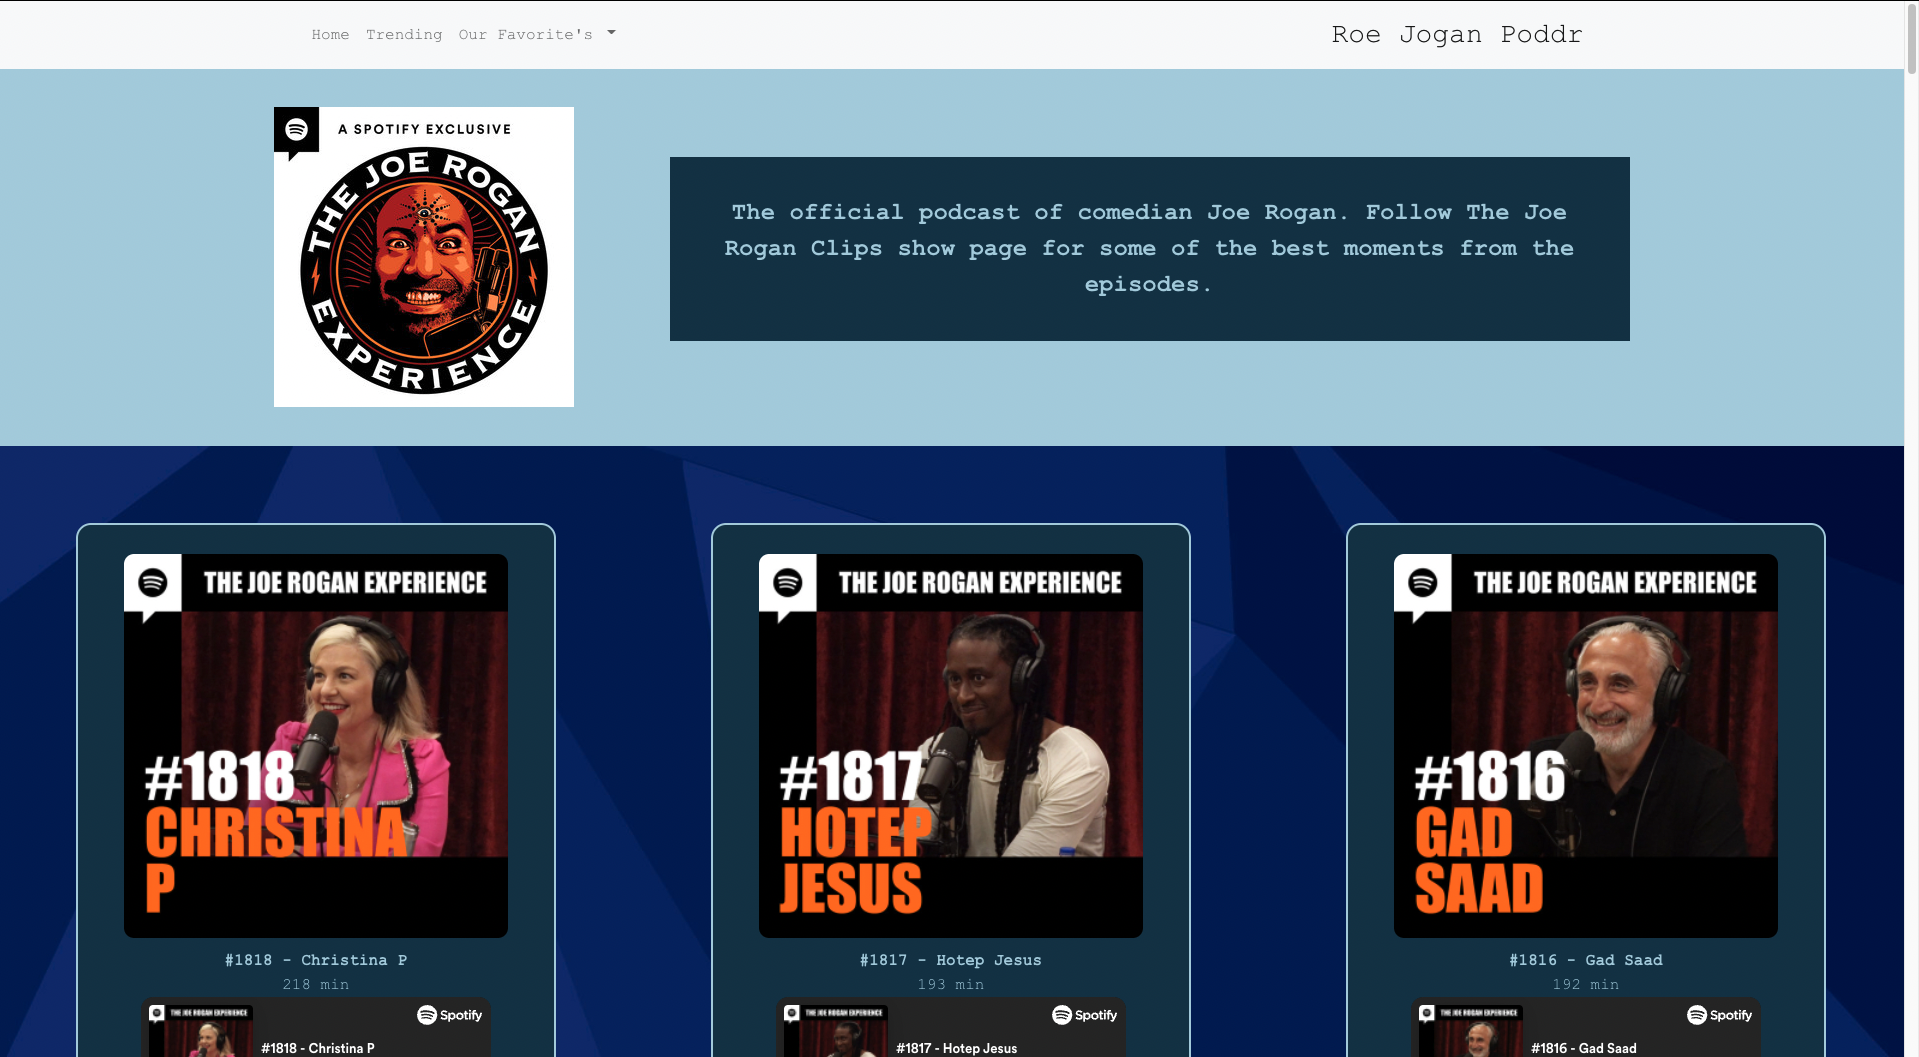 Home Trending Our Favorite's
Roe Jogan Poddr
A SPOTIFY EXCLUSIVE
THE JOE ROGAN
EXPERIENCE
The official podcast of comedian Joe Rogan. Follow The Joe
Rogan Clips show page for some of the best moments from the
episodes.
THE JOE ROGAN EXPERIENCE
#1818
CHRISTINA
P
#1818 - Christina P
218 min
THE JOE ROGAN EXPERIENCE
Spotify
#1818 - Christina P
THE JOE ROGAN EXPERIENCE
#1817
HOTEP
JESUS
#1817 - Hotep Jesus
193 min
THE JOE ROGAN EXPERIENCE
Spotify
#1817 - Hotep Jesus
THE JOE ROGAN EXPERIENCE
#1816
GAD
SAAD
#1816 - Gad Saad
192 min
THE JOE ROGAN EXPERIENCE
Spotify
#1816 - Gad Saad